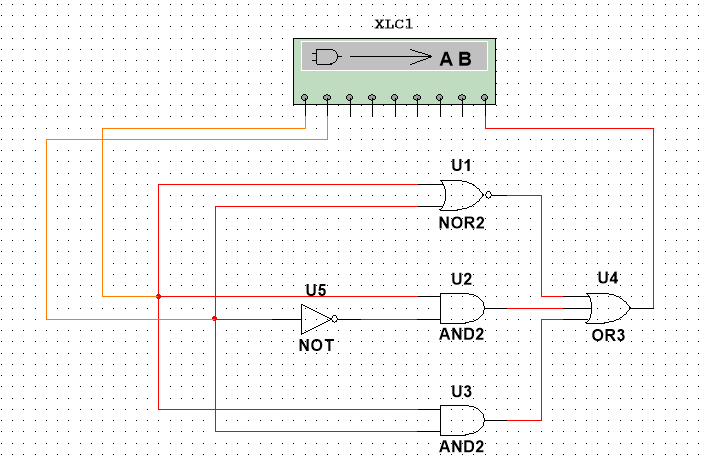 XLC1
A B
U1
NOR2
U5
NOT
U2
AND2
U4
OR3
U3
AND2